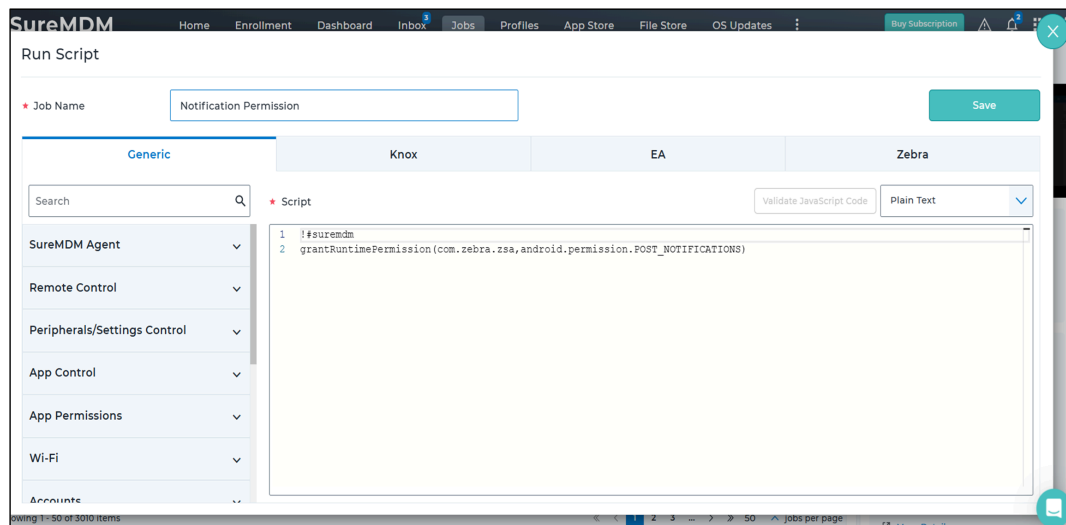 SureMDM
Home Enrollment Dashboard Inbox 3 Jobs Profiles App Store File Store OS Updates Buy Subscription 2
Run Script
* Job Name Notification Permission Save
Generic Knox EA Zebra
Search * Script Validate JavaScript Code Plain Text
SureMDM Agent
Remote Control
Peripherals/Settings Control
App Control
App Permissions
Wi-Fi
Accounts
1 !#suremdm
2 grantRuntimePermission(com.zebra.zsa,android.permission.POST_NOTIFICATIONS)
owing 1 - 50 of 3010 items 1 2 3 ... 50 jobs per page